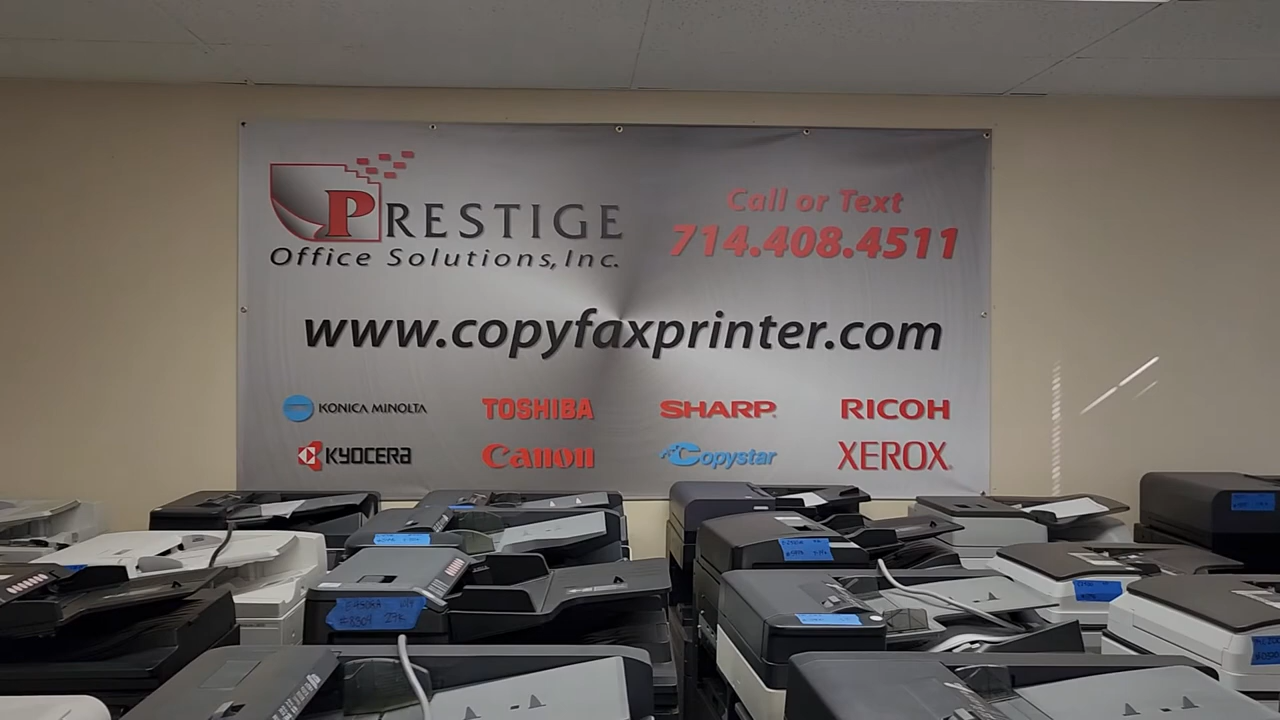 PRESTIGE
Office Solutions, Inc.
Call or Text
714.408.4511
www.copyfaxprinter.com
KONICA MINOLTA
TOSHIBA
SHARP
RICOH
KYOCERA
Canon
Copystar
XEROX